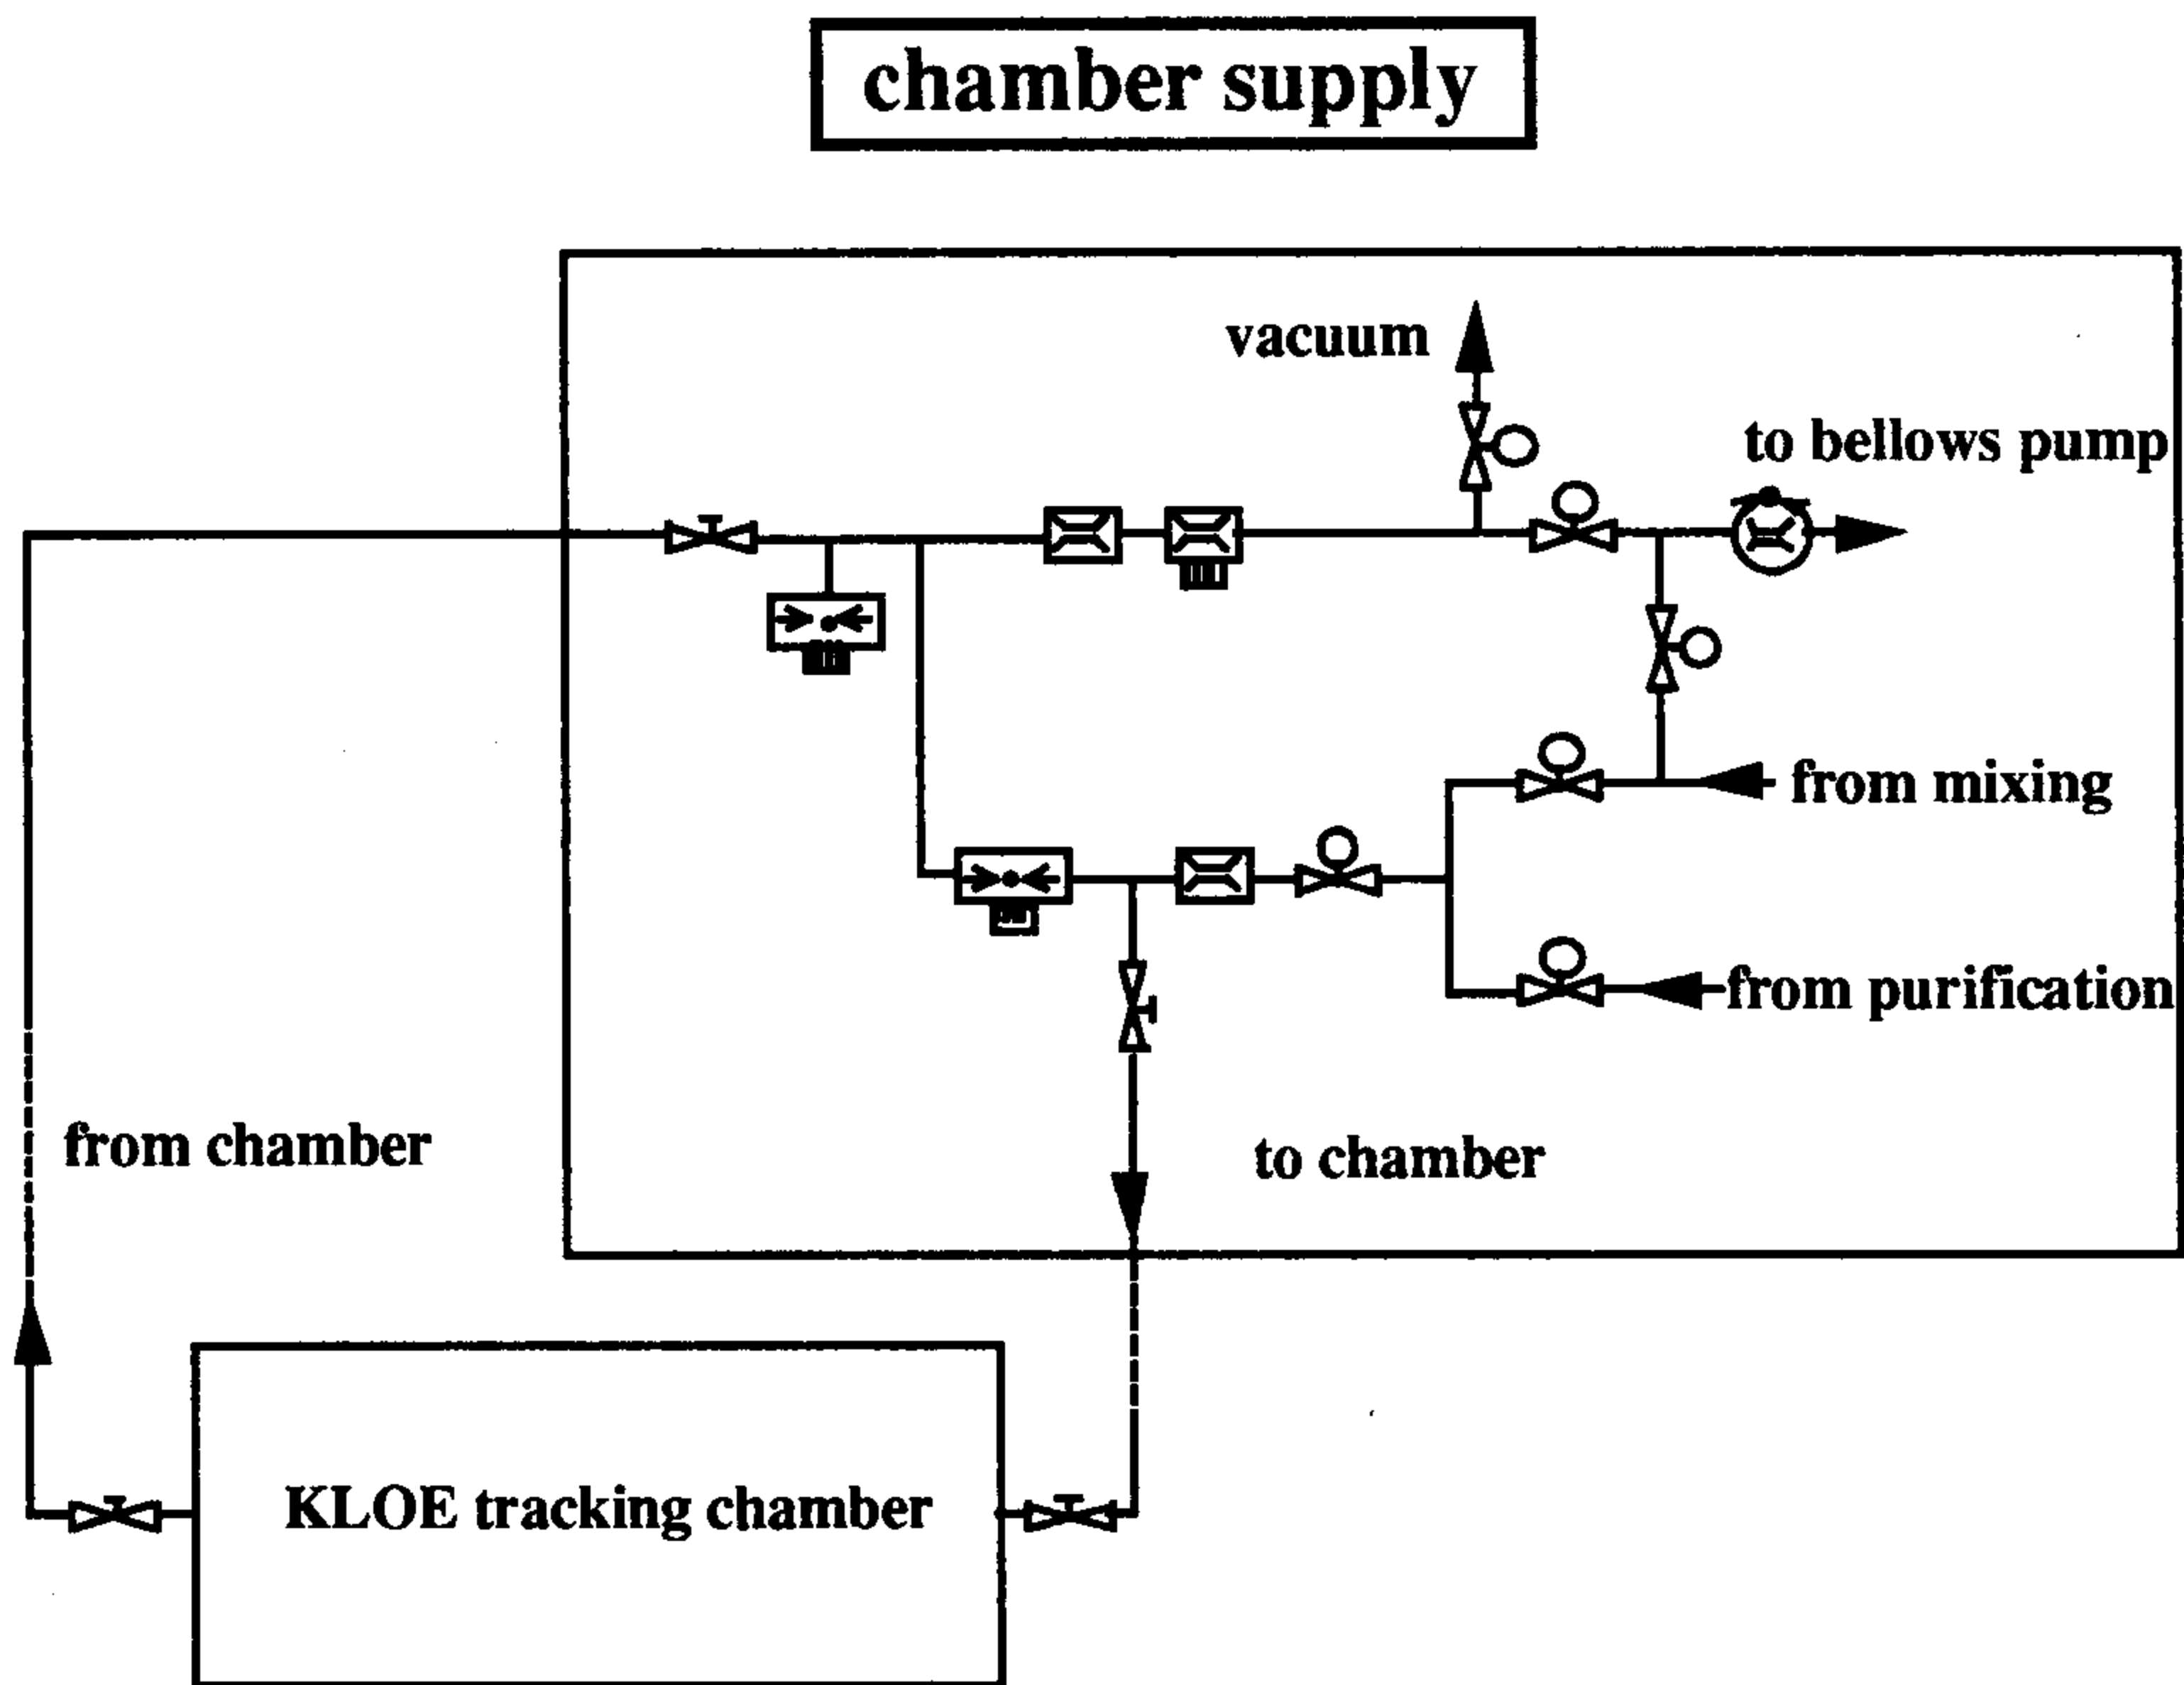 chamber supply
vacuum
to bellows pump
from mixing
from purification
from chamber
to chamber
KLOE tracking chamber